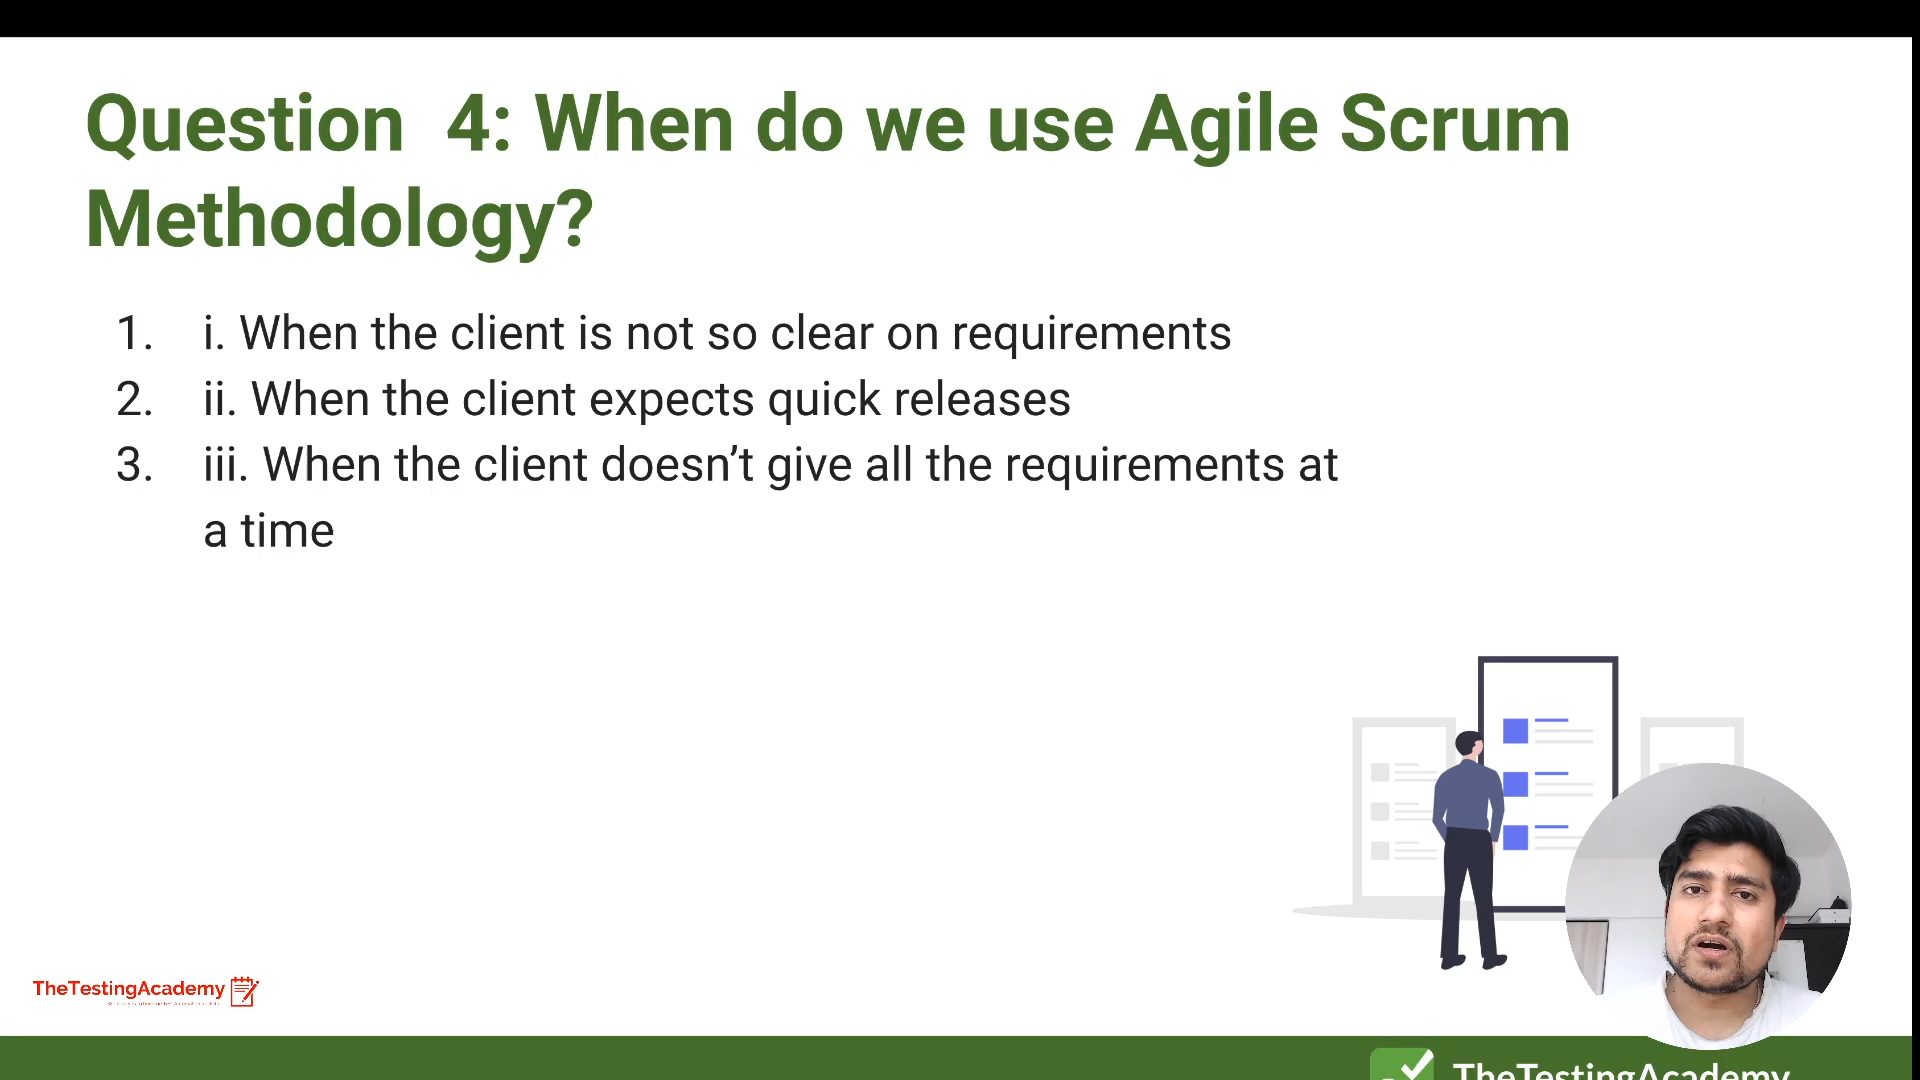 Question 4: When do we use Agile Scrum
Methodology?
1. i. When the client is not so clear on requirements
2. ii. When the client expects quick releases
3. iii. When the client doesn’t give all the requirements at
a time
TheTestingAcademy
TheTestingAcademy